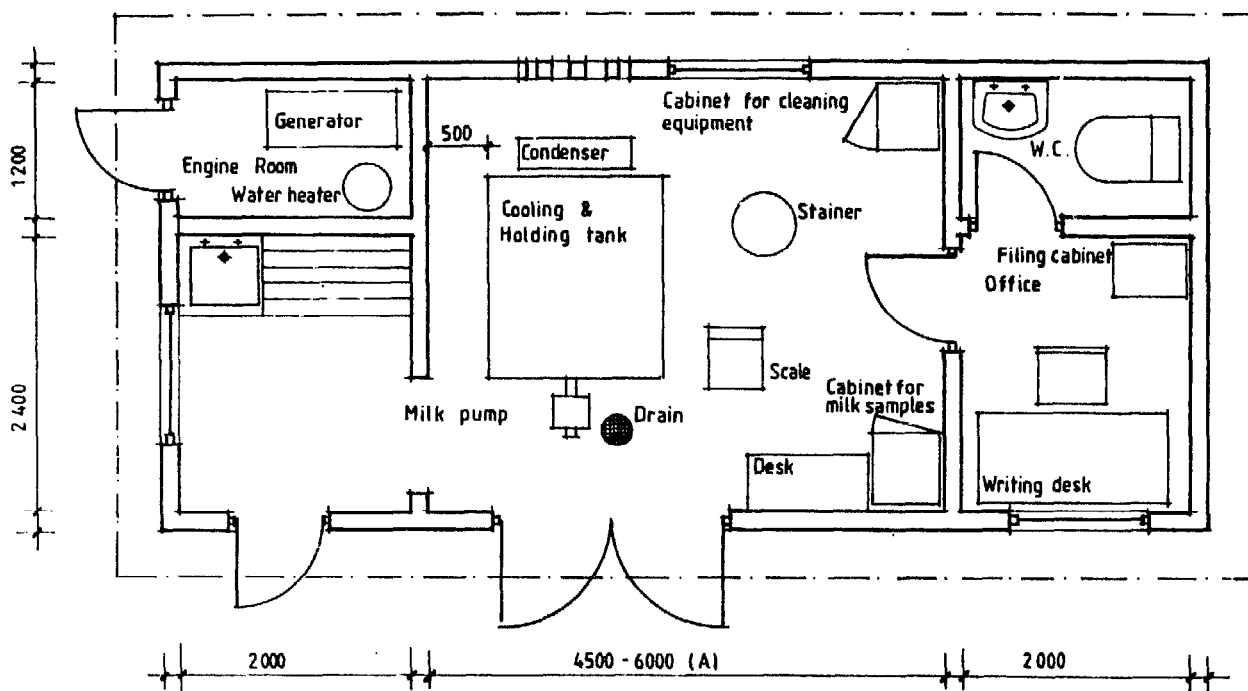 Generator
Engine Room
Water heater
500
Condenser
Cooling &
Holding tank
Cabinet for cleaning
equipment
Stainer
W.C.
Filing cabinet
Office
Scale
Cabinet for
milk samples
Milk pump
Drain
Desk
Writing desk
1200
2400
2000
4500 - 6000 (A)
2000